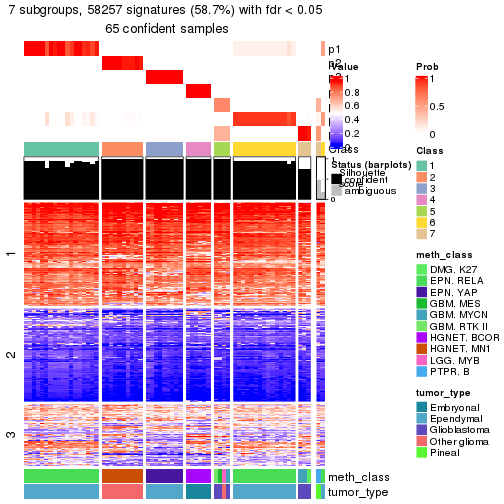 7 subgroups, 58257 signatures (58.7%) with fdr < 0.05
65 confident samples
p1
p2
Class
1
2
3
meth_class
tumor_type
Value
1
0.8
0.6
0.4
0.2
0
Status (barplots)
confident
ambiguous
Silhouette
score
1
0
Prob
1
0.5
0
Class
1
2
3
4
5
6
7
meth_class
DMG. K27
EPN. RELA
EPN. YAP
GBM. MES
GBM. MYCN
GBM. RTK II
HGNET. BCOR
HGNET. MN1
LGG. MYB
PTPR. B
tumor_type
Embryonal
Ependymal
Glioblastoma
Other glioma
Pineal